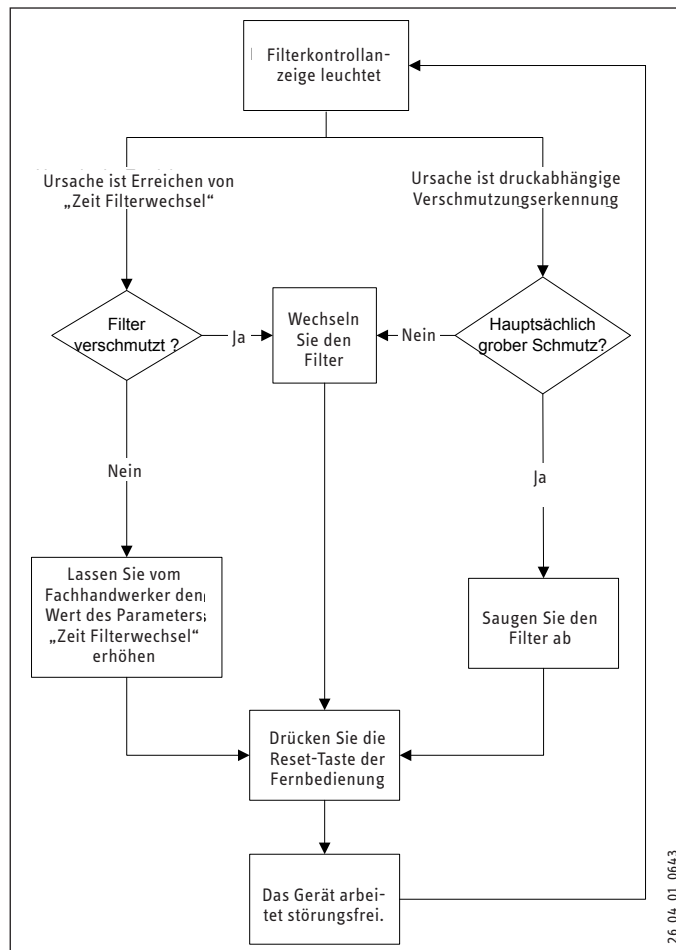 Filterkontrollan-
zeige leuchtet
Ursache ist Erreichen von
„Zeit Filterwechsel“
Ursache ist druckabhängige
Verschmutzungserkennung
Filter
verschmutzt ?
Ja
Wechseln
Sie den
Filter
Nein
Hauptsächlich
grober Schmutz?
Nein
Ja
Lassen Sie vom
Fachhandwerker den
Wert des Parameters
„Zeit Filterwechsel“
erhöhen
Saugen Sie den
Filter ab
Drücken Sie die
Reset-Taste der
Fernbedienung
Das Gerät arbei-
tet störungsfrei.
26_04_01_0643